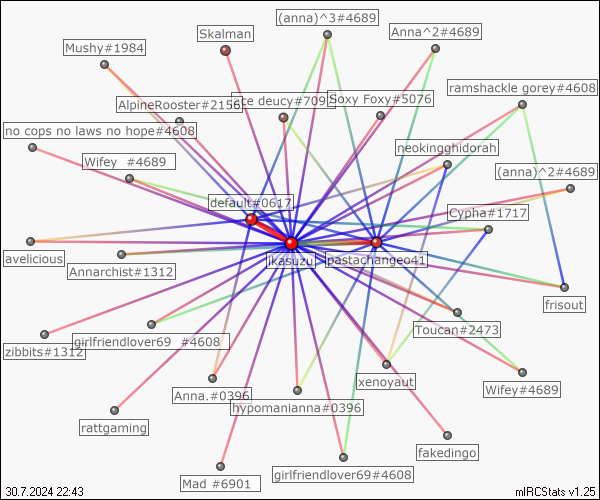 (anna)^3#4689
Skalman
Anna^2#4689
Mushy#1984
ramshackle gorey#4608
ace deucy#709
Soxy Foxy#5076
AlpineRooster#2156
no cops no laws no hope#4608
neokingghidorah
Wifey   #4689
(anna)^2#4689
default#0617
Cypha#1717
avelicious
ikasuzu
pastachange041
Annarchist#1312
frisout
Toucan#2473
girlfriendlover69   #4608
zibbits#1312
xenoyaut
Wifey#4689
Anna.#0396
hypomanianna#0396
rattgaming
fakedingo
girlfriendlover69#4608
Mad  #6901
30.7.2024 22:43
mIRCStats v1.25